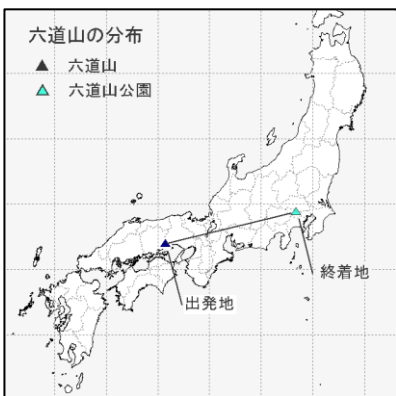 六道山の分布
▲ 六道山
▲ 六道山公園
終着地
出発地